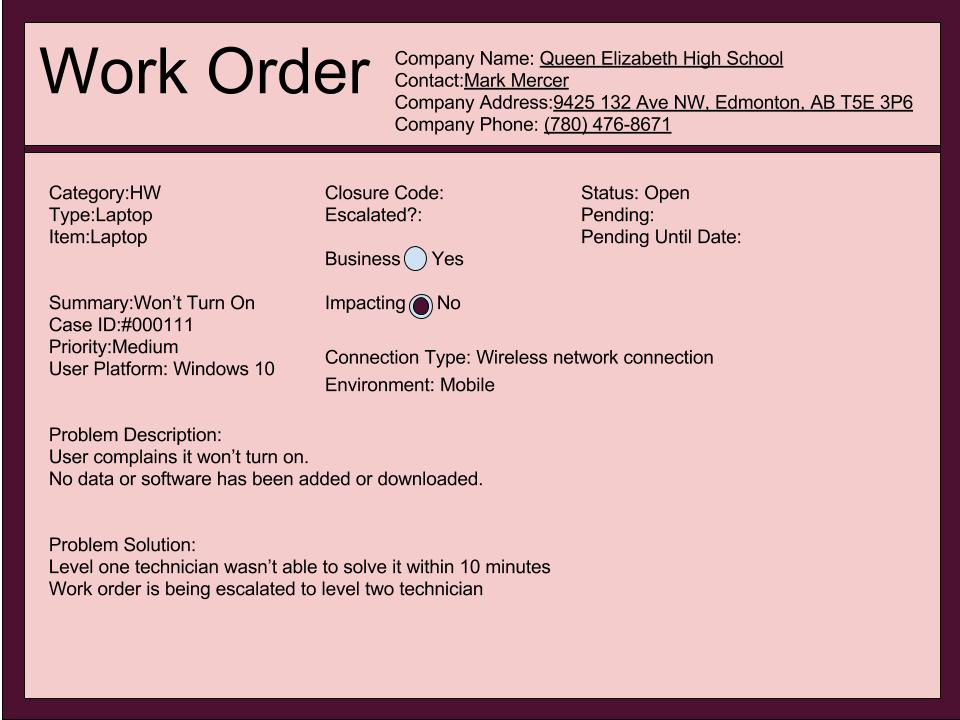 Work Order
Company Name: Queen Elizabeth High School
Contact:Mark Mercer
Company Address:9425 132 Ave NW, Edmonton, AB T5E 3P6
Company Phone: (780) 476-8671
Category:HW
Type:Laptop
Item:Laptop
Closure Code:
Escalated?:
Business Yes
Impacting No
Status: Open
Pending:
Pending Until Date:
Summary:Won’t Turn On
Case ID:#000111
Priority:Medium
User Platform: Windows 10
Connection Type: Wireless network connection
Environment: Mobile
Problem Description:
User complains it won’t turn on.
No data or software has been added or downloaded.
Problem Solution:
Level one technician wasn’t able to solve it within 10 minutes
Work order is being escalated to level two technician